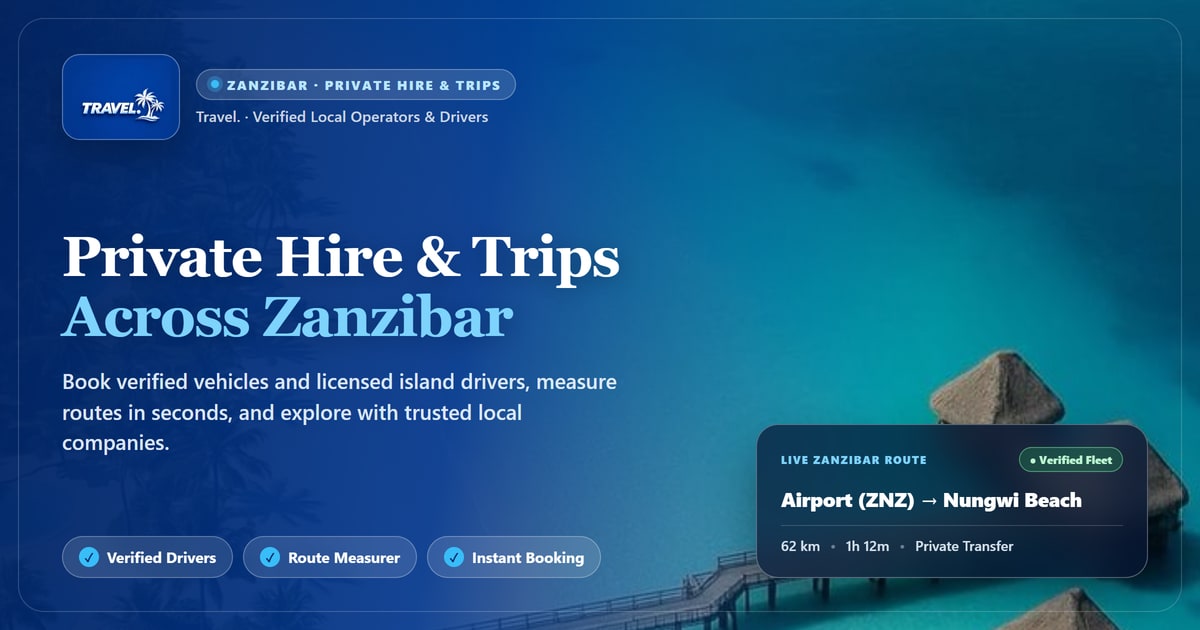 TRAVEL.
ZANZIBAR · PRIVATE HIRE & TRIPS
Travel. · Verified Local Operators & Drivers
Private Hire & Trips
Across Zanzibar
Book verified vehicles and licensed island drivers, measure
routes in seconds, and explore with trusted local
companies.
✓ Verified Drivers
✓ Route Measurer
✓ Instant Booking
LIVE ZANZIBAR ROUTE
● Verified Fleet
Airport (ZNZ) → Nungwi Beach
62 km • 1h 12m • Private Transfer